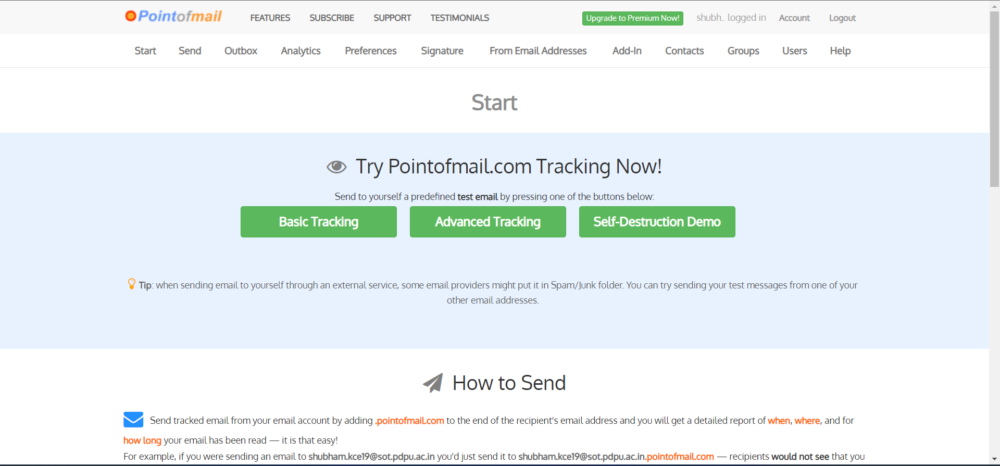 Pointofmail FEATURES SUBSCRIBE SUPPORT TESTIMONIALS Upgrade to Premium Now! shubh.. logged in Account Logout
Start Send Outbox Analytics Preferences Signature From Email Addresses Add-In Contacts Groups Users Help
Start
Try Pointofmail.com Tracking Now!
Send to yourself a predefined test email by pressing one of the buttons below:
Basic Tracking Advanced Tracking Self-Destruction Demo
Tip: when sending email to yourself through an external service, some email providers might put it in Spam/Junk folder. You can try sending your test messages from one of your
other email addresses.
How to Send
Send tracked email from your email account by adding .pointofmail.com to the end of the recipient's email address and you will get a detailed report of when, where, and for
how long your email has been read — it is that easy!
For example, if you were sending an email to shubham.kce19@sot.pdpu.ac.in you'd just send it to shubham.kce19@sot.pdpu.ac.in.pointofmail.com — recipients would not see that you